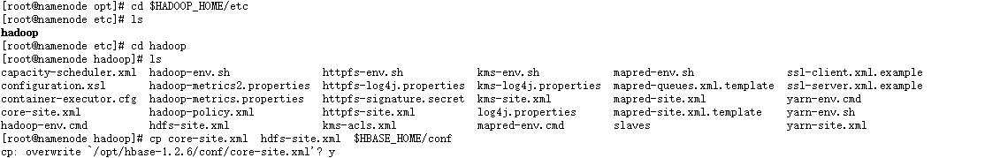 [root@namenode opt]# cd $HADOOP_HOME/etc
[root@namenode etc]# ls
hadoop
[root@namenode etc]# cd hadoop
[root@namenode hadoop]# ls
capacity-scheduler.xml  hadoop-env.sh  httpfs-env.sh  kms-env.sh  mapred-env.sh  ssl-client.xml.example
configuration.xsl  hadoop-metrics2.properties  httpfs-log4j.properties  kms-log4j.properties  mapred-queues.xml.template  ssl-server.xml.example
container-executor.cfg  hadoop-metrics.properties  httpfs-signature.secret  kms-site.xml  mapred-site.xml  yarn-env.cmd
core-site.xml  hadoop-policy.xml  httpfs-site.xml  log4j.properties  mapred-site.xml.template  yarn-env.sh
hadoop-env.cmd  hdfs-site.xml  kms-acls.xml  mapred-env.cmd  slaves  yarn-site.xml
[root@namenode hadoop]# cp core-site.xml  hdfs-site.xml  $HBASE_HOME/conf
cp: overwrite `/opt/hbase-1.2.6/conf/core-site.xml'? y